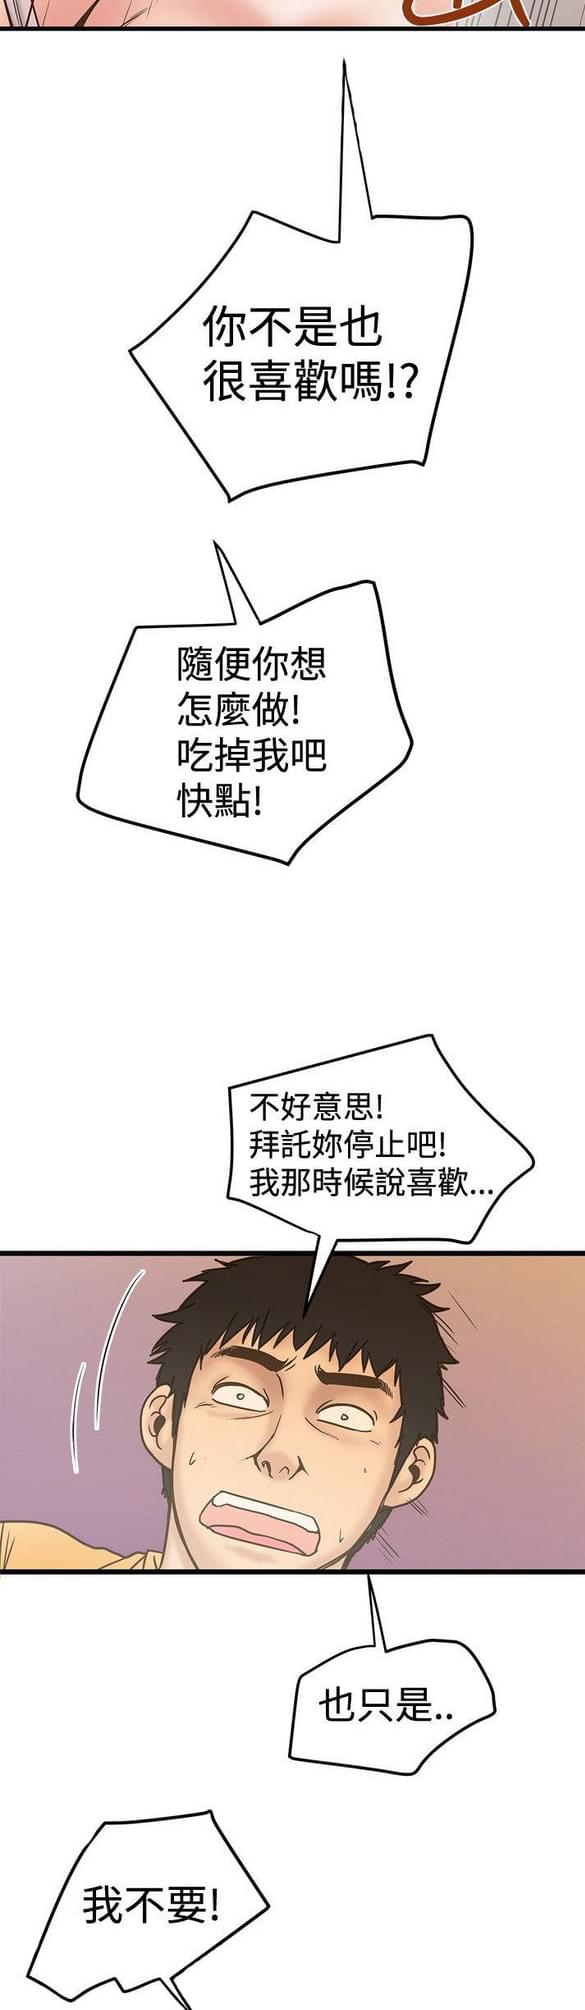 你不是也
很喜歡嗎!?
隨便你想
怎麼做!
吃掉我吧
快點!
不好意思!
拜託妳停止吧!
我那時候說喜歡...
也只是..
我不要!